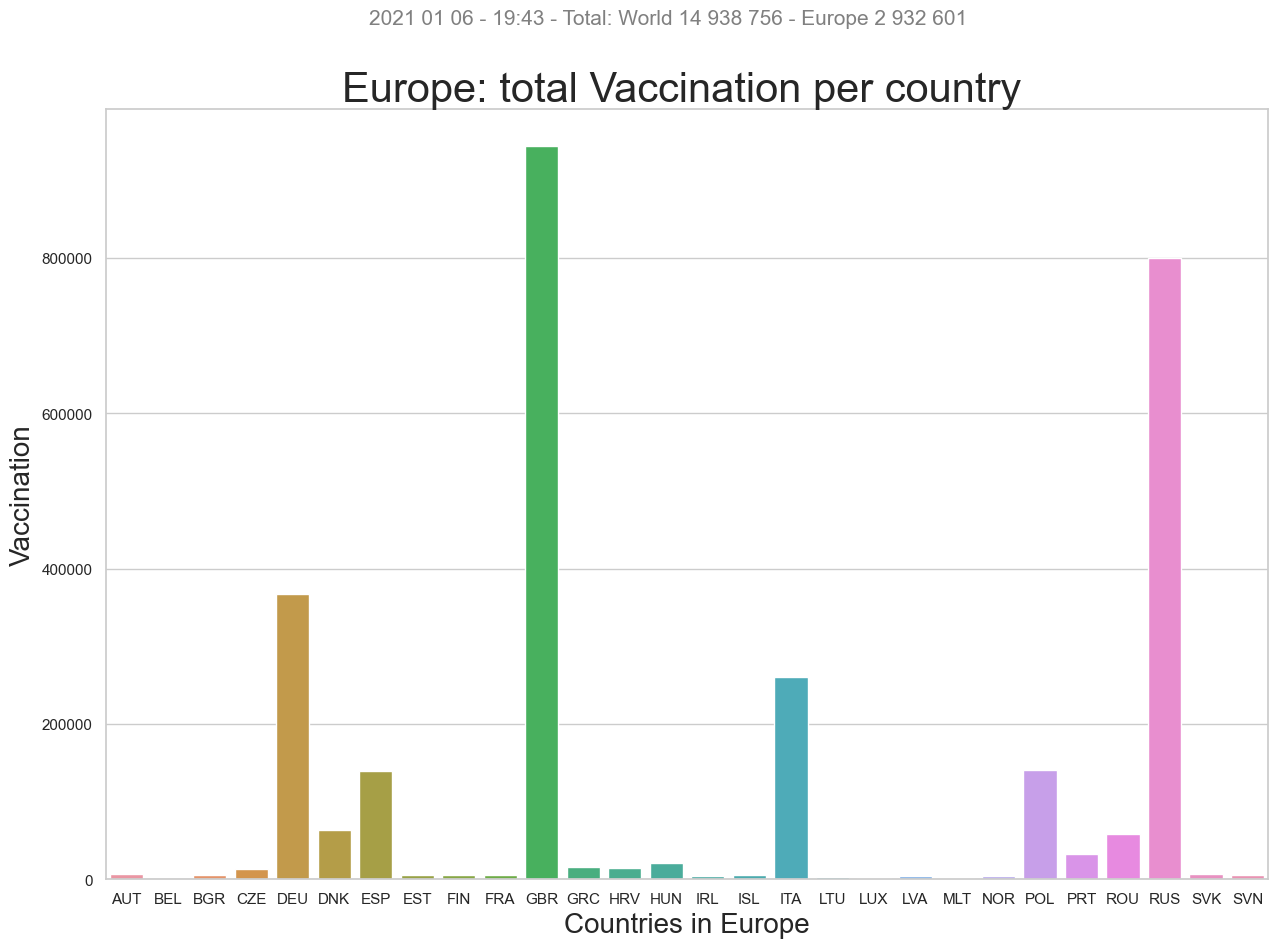 2021 01 06 - 19:43 - Total: World 14 938 756 - Europe 2 932 601
Europe: total Vaccination per country
Vaccination
800000
600000
400000
200000
0
AUT BEL BGR CZE DEU DNK ESP EST FIN FRA GBR GRC HRV HUN IRL ISL ITA LTU LUX LVA MLT NOR POL PRT ROU RUS SVK SVN
Countries in Europe